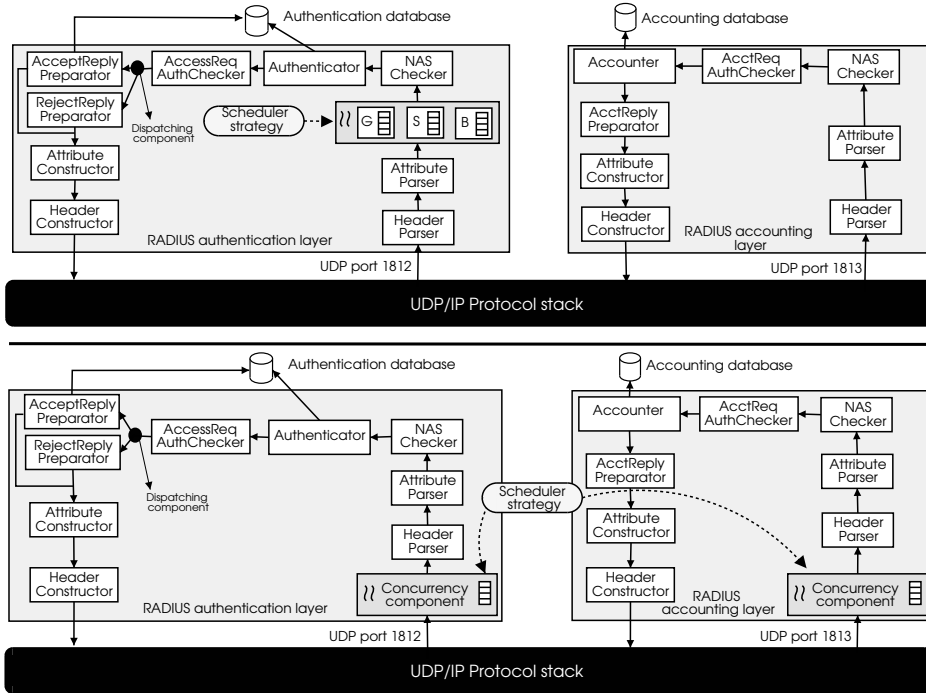 Authentication database
AcceptReply
Preparator
AccessReq
AuthChecker
Authenticator
NAS
Checker
RejectReply
Preparator
Dispatching
component
Scheduler
strategy
G
S
B
Attribute
Constructor
Attribute
Parser
Header
Constructor
Header
Parser
RADIUS authentication layer
UDP port 1812
Accounting database
Accounter
AcctReq
AuthChecker
NAS
Checker
AcctReply
Preparator
Attribute
Parser
Attribute
Constructor
Header
Constructor
Header Parser
RADIUS accounting
layer
UDP port 1813
UDP/IP Protocol stack
Authentication database
AcceptReply
Preparator
AccessReq
AuthChecker
Authenticator
NAS
Checker
RejectReply
Preparator
Dispatching
component
Attribute
Parser
Attribute
Constructor
Header
Parser
Header
Constructor
Concurrency
component
RADIUS authentication layer
UDP port 1812
Scheduler
strategy
Accounting database
Accounter
AcctReq
AuthChecker
NAS
Checker
AcctReply
Preparator
Attribute
Parser
Attribute
Constructor
Header
Parser
Header
Constructor
Concurrency
component
RADIUS
accounting layer
UDP port 1813
UDP/IP Protocol stack